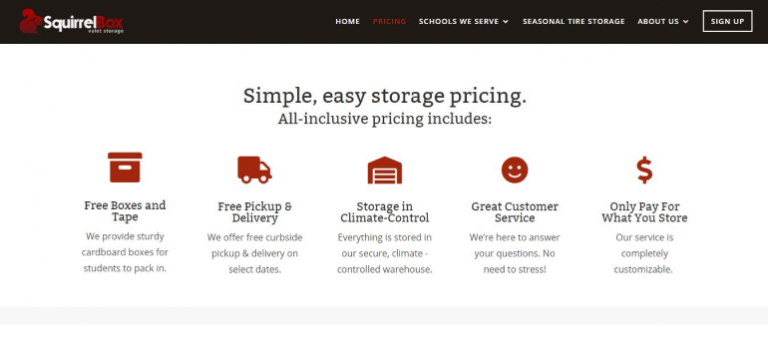 SquirrelBox
valet storage
HOME PRICING SCHOOLS WE SERVE SEASONAL TIRE STORAGE ABOUT US SIGN UP
Simple, easy storage pricing.
All-inclusive pricing includes:
Free Boxes and
Tape
We provide sturdy
cardboard boxes for
students to pack in.
Free Pickup &
Delivery
We offer free curbside
pickup & delivery on
select dates.
Storage in
Climate-Control
Everything is stored in
our secure, climate -
controlled warehouse.
Great Customer
Service
We're here to answer
your questions. No
need to stress!
$
Only Pay For
What You Store
Our service is
completely
customizable.